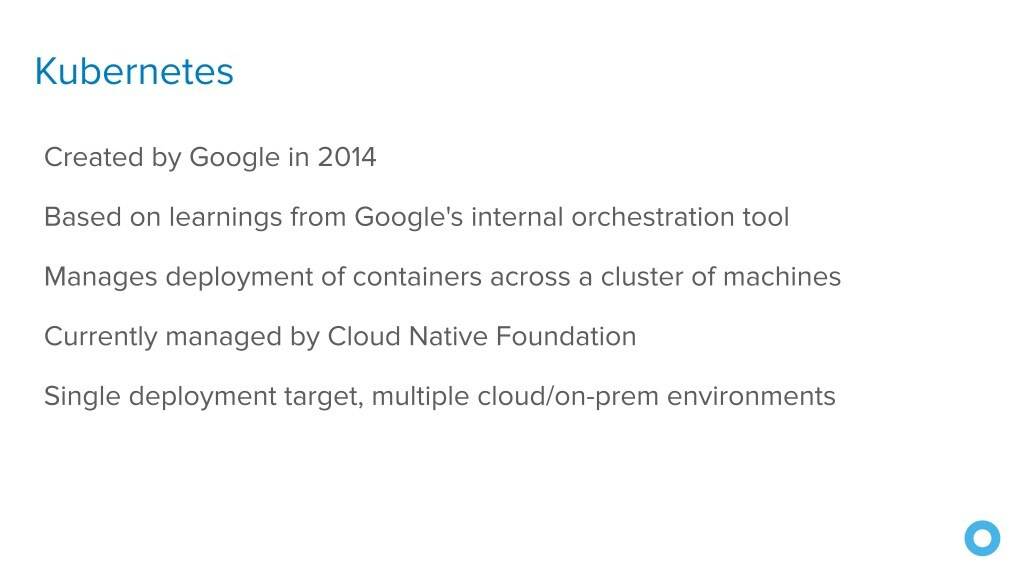 Kubernetes
Created by Google in 2014
Based on learnings from Google's internal orchestration tool
Manages deployment of containers across a cluster of machines
Currently managed by Cloud Native Foundation
Single deployment target, multiple cloud/on-prem environments